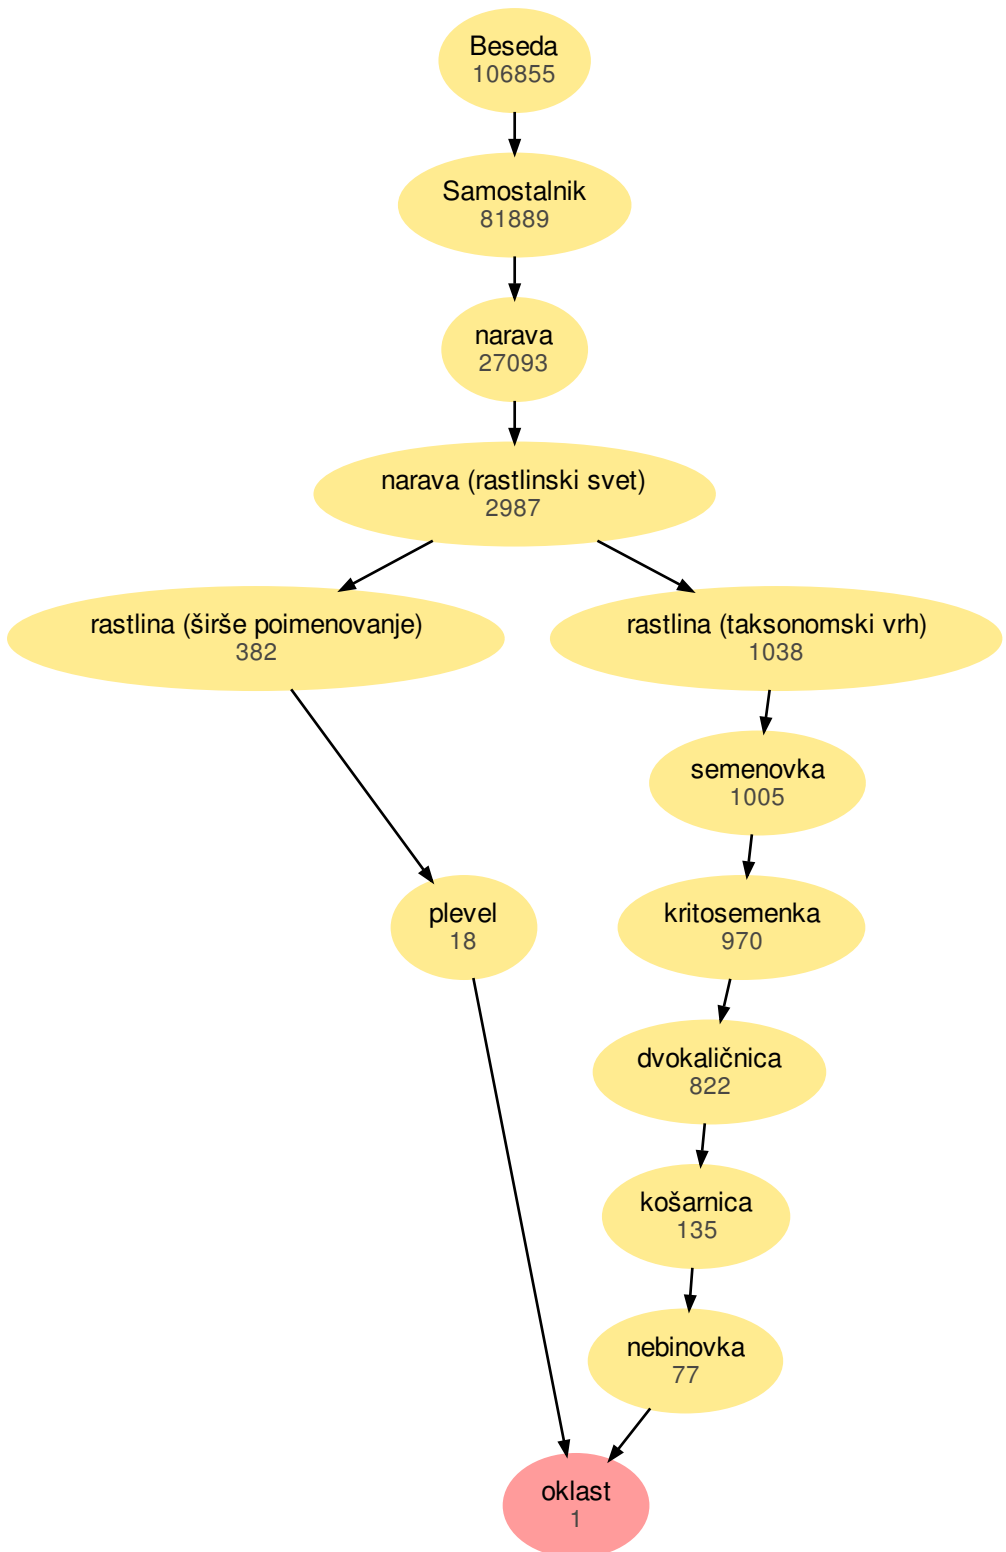 Beseda
106855
Samostalnik
81889
narava
27093
narava (rastlinski svet)
2987
rastlina (širše poimenovanje)
382
rastlina (taksonomski vrh)
1038
semenovka
1005
plevel
18
kritosemenka
970
dvokaličnica
822
košarnica
135
nebinovka
77
oklast
1